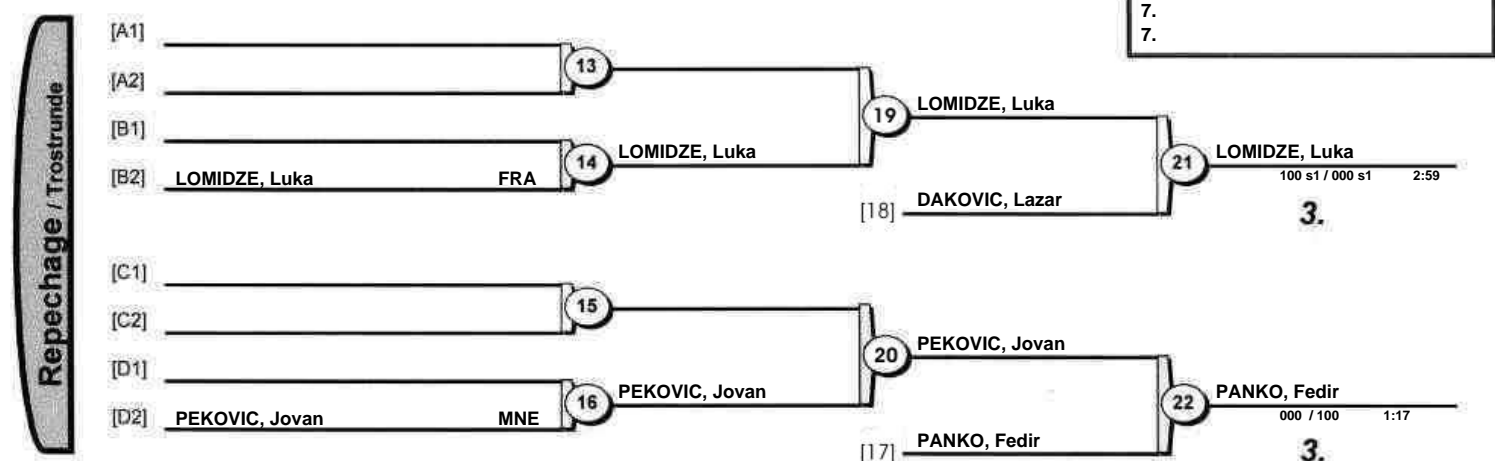 7.
7.
Repechage / Trostrunde
[A1]
13
[A2]
[B1]
19 LOMIDZE, Luka
14 LOMIDZE, Luka
21 LOMIDZE, Luka
[B2] LOMIDZE, Luka FRA
100 s1 / 000 s1 2:59
[18] DAKOVIC, Lazar
3.
[C1]
15
[C2]
20 PEKOVIC, Jovan
[D1]
16 PEKOVIC, Jovan
22 PANKO, Fedir
[D2] PEKOVIC, Jovan MNE
000 / 100 1:17
[17] PANKO, Fedir
3.